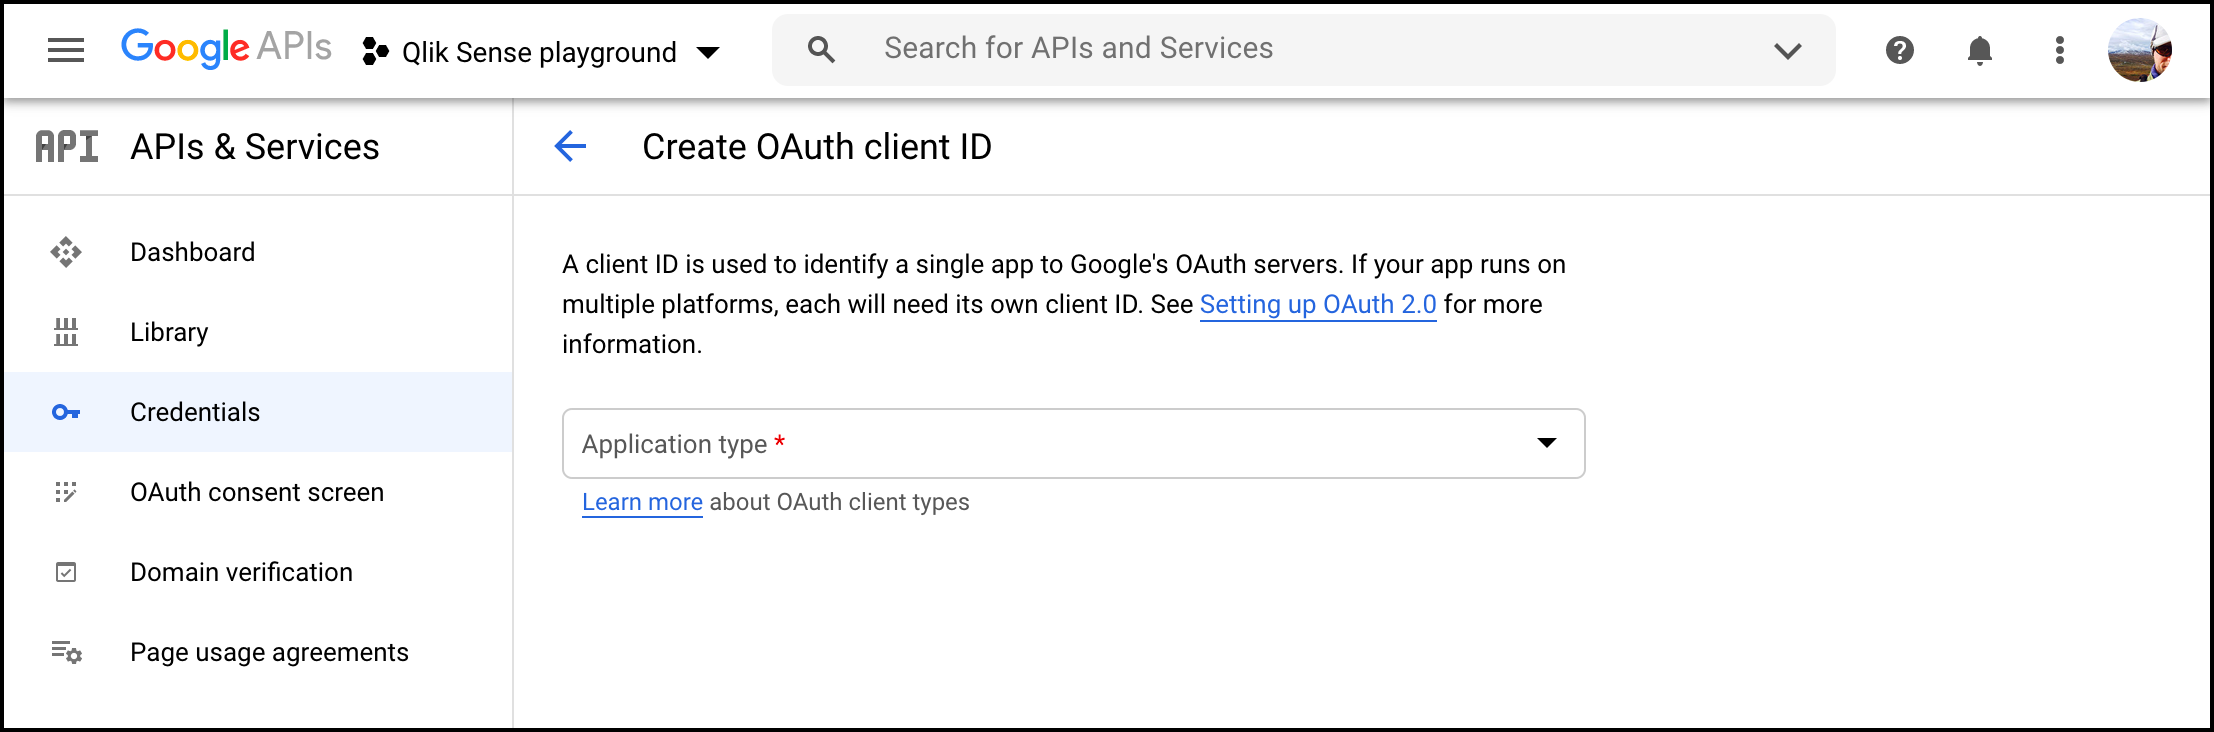 Google APIs
Qlik Sense playground
Search for APIs and Services
API
APIs & Services
Create OAuth client ID
Dashboard
Library
Credentials
OAuth consent screen
Domain verification
Page usage agreements
A client ID is used to identify a single app to Google's OAuth servers. If your app runs on
multiple platforms, each will need its own client ID. See Setting up OAuth 2.0 for more
information.
Application type *
Learn more about OAuth client types